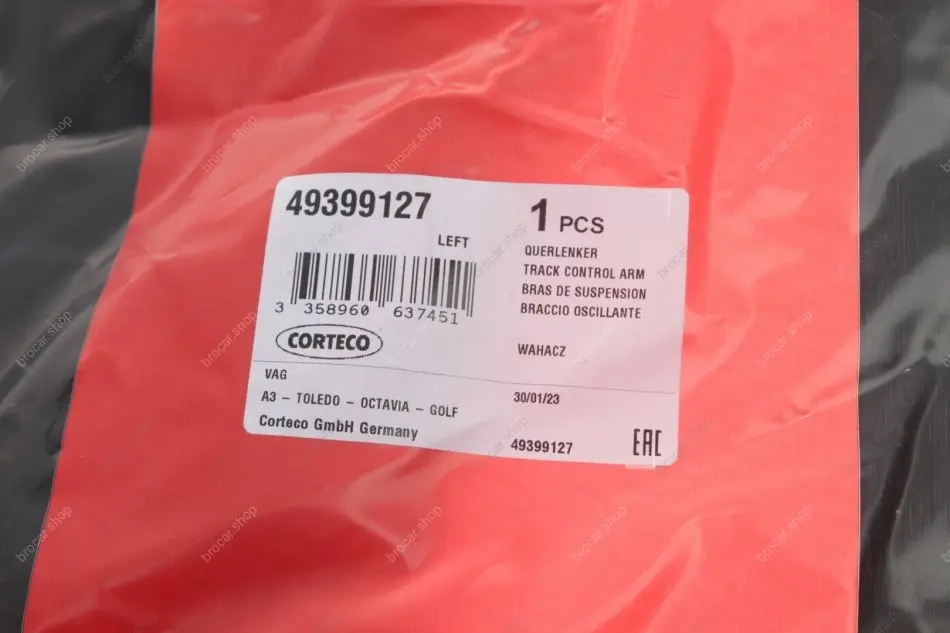 49399127
LEFT
3 358960 637451
CORTECO
VAG
A3 - TOLEDO - OCTAVIA - GOLF
Corteco GmbH Germany
1 PCS
QUERLENKER
TRACK CONTROL ARM
BRAS DE SUSPENSION
BRACCIO OSCILLANTE
WAHACZ
30/01/23
49399127
EAC
brocar.shop